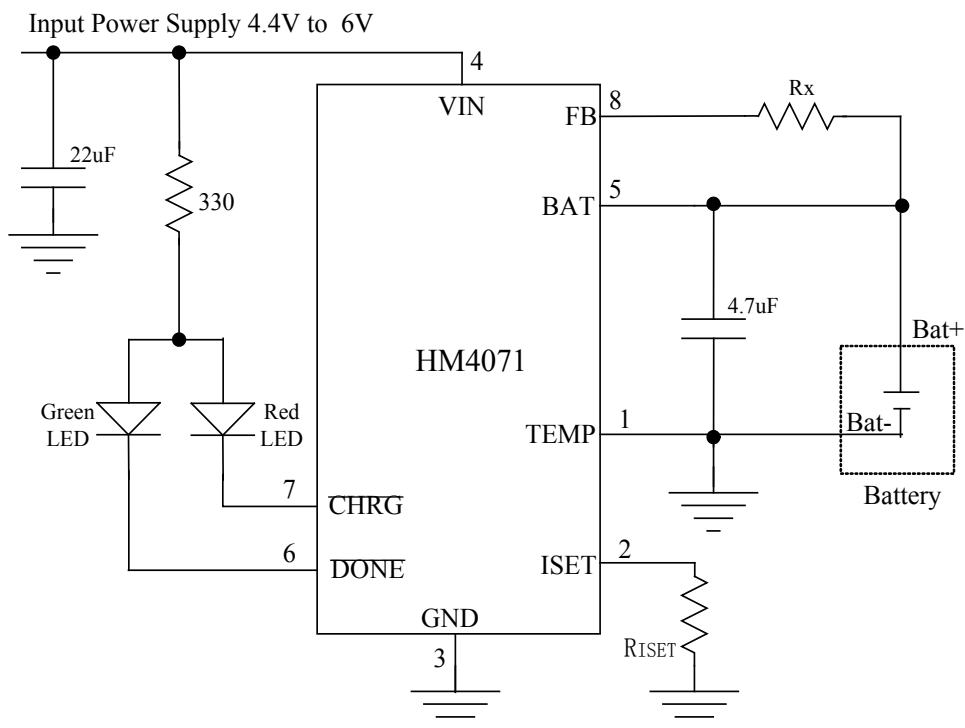 Input Power Supply 4.4V to 6V
4
VIN
8
FB
Rx
22uF
330
5
BAT
4.7uF
Bat+
HM4071
Green
LED
Red
LED
1
TEMP
Bat-
Battery
7
CHRG
2
ISET
6
DONE
GND
3
RISET